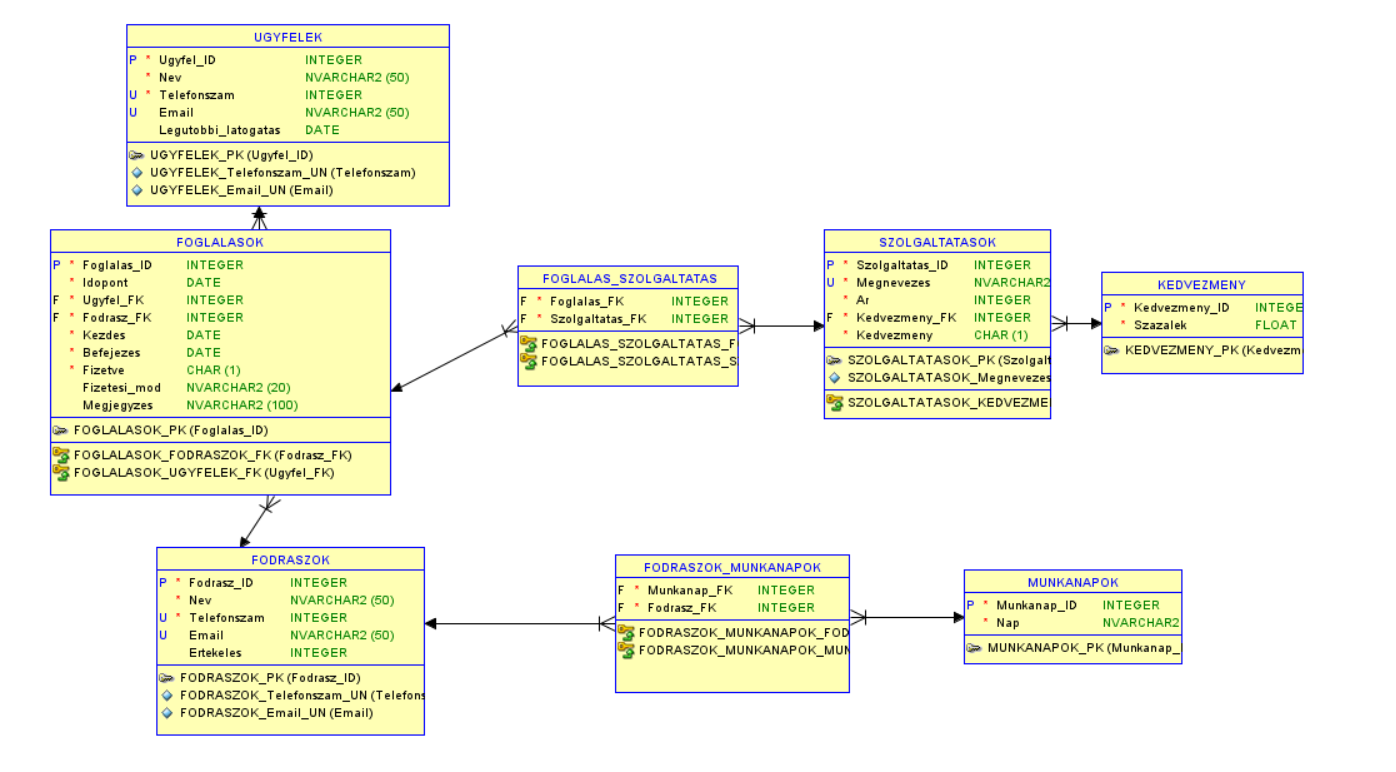 UGYFELEK
P * Ugyfel_ID INTEGER
* Nev NVARCHAR2 (50)
U * Telefonszam INTEGER
U Email NVARCHAR2 (50)
Legutobbi_latogatas DATE
UGYFELEK_PK (Ugyfel_ID)
UGYFELEK_Telefonszam_UN (Telefonszam)
UGYFELEK_Email_UN (Email)
FOGLALASOK
P * Foglalas_ID INTEGER
* Idopont DATE
F * Ugyfel_FK INTEGER
F * Fodrasz_FK INTEGER
* Kezdes DATE
* Befejezes DATE
* Fizetve CHAR (1)
Fizetesi_mod NVARCHAR2 (20)
Megjegyzes NVARCHAR2 (100)
FOGLALASOK_PK (Foglalas_ID)
FOGLALASOK_FODRASZOK_FK (Fodrasz_FK)
FOGLALASOK_UGYFELEK_FK (Ugyfel_FK)
FOGLALAS_SZOLGALTATAS
F * Foglalas_FK INTEGER
F * Szolgaltatas_FK INTEGER
FOGLALAS_SZOLGALTATAS_F
FOGLALAS_SZOLGALTATAS_S
SZOLGALTATASOK
P * Szolgaltatas_ID INTEGER
U * Megnevezes NVARCHAR2
* Ar INTEGER
F * Kedvezmeny_FK INTEGER
* Kedvezmeny CHAR (1)
SZOLGALTATASOK_PK (Szolgalt
SZOLGALTATASOK_Megnevezes
SZOLGALTATASOK_KEDVEZME
KEDVEZMENY
P * Kedvezmeny_ID INTEGE
* Szazalek FLOAT
KEDVEZMENY_PK (Kedvezm
FODRASZOK
P * Fodrasz_ID INTEGER
* Nev NVARCHAR2 (50)
U * Telefonszam INTEGER
U Email NVARCHAR2 (50)
Ertekeles INTEGER
FODRASZOK_PK (Fodrasz_ID)
FODRASZOK_Telefonszam_UN (Telefons
FODRASZOK_Email_UN (Email)
FODRASZOK_MUNKANAPOK
F * Munkanap_FK INTEGER
F * Fodrasz_FK INTEGER
FODRASZOK_MUNKANAPOK_FOD
FODRASZOK_MUNKANAPOK_MUN
MUNKANAPOK
P * Munkanap_ID INTEGER
* Nap NVARCHAR2
MUNKANAPOK_PK (Munkanap_